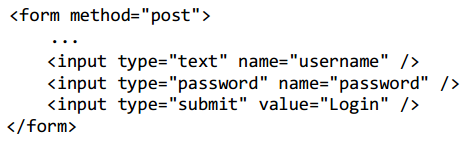 <form method="post">
...
<input type="text" name="username" />
<input type="password" name="password" />
<input type="submit" value="Login" />
</form>